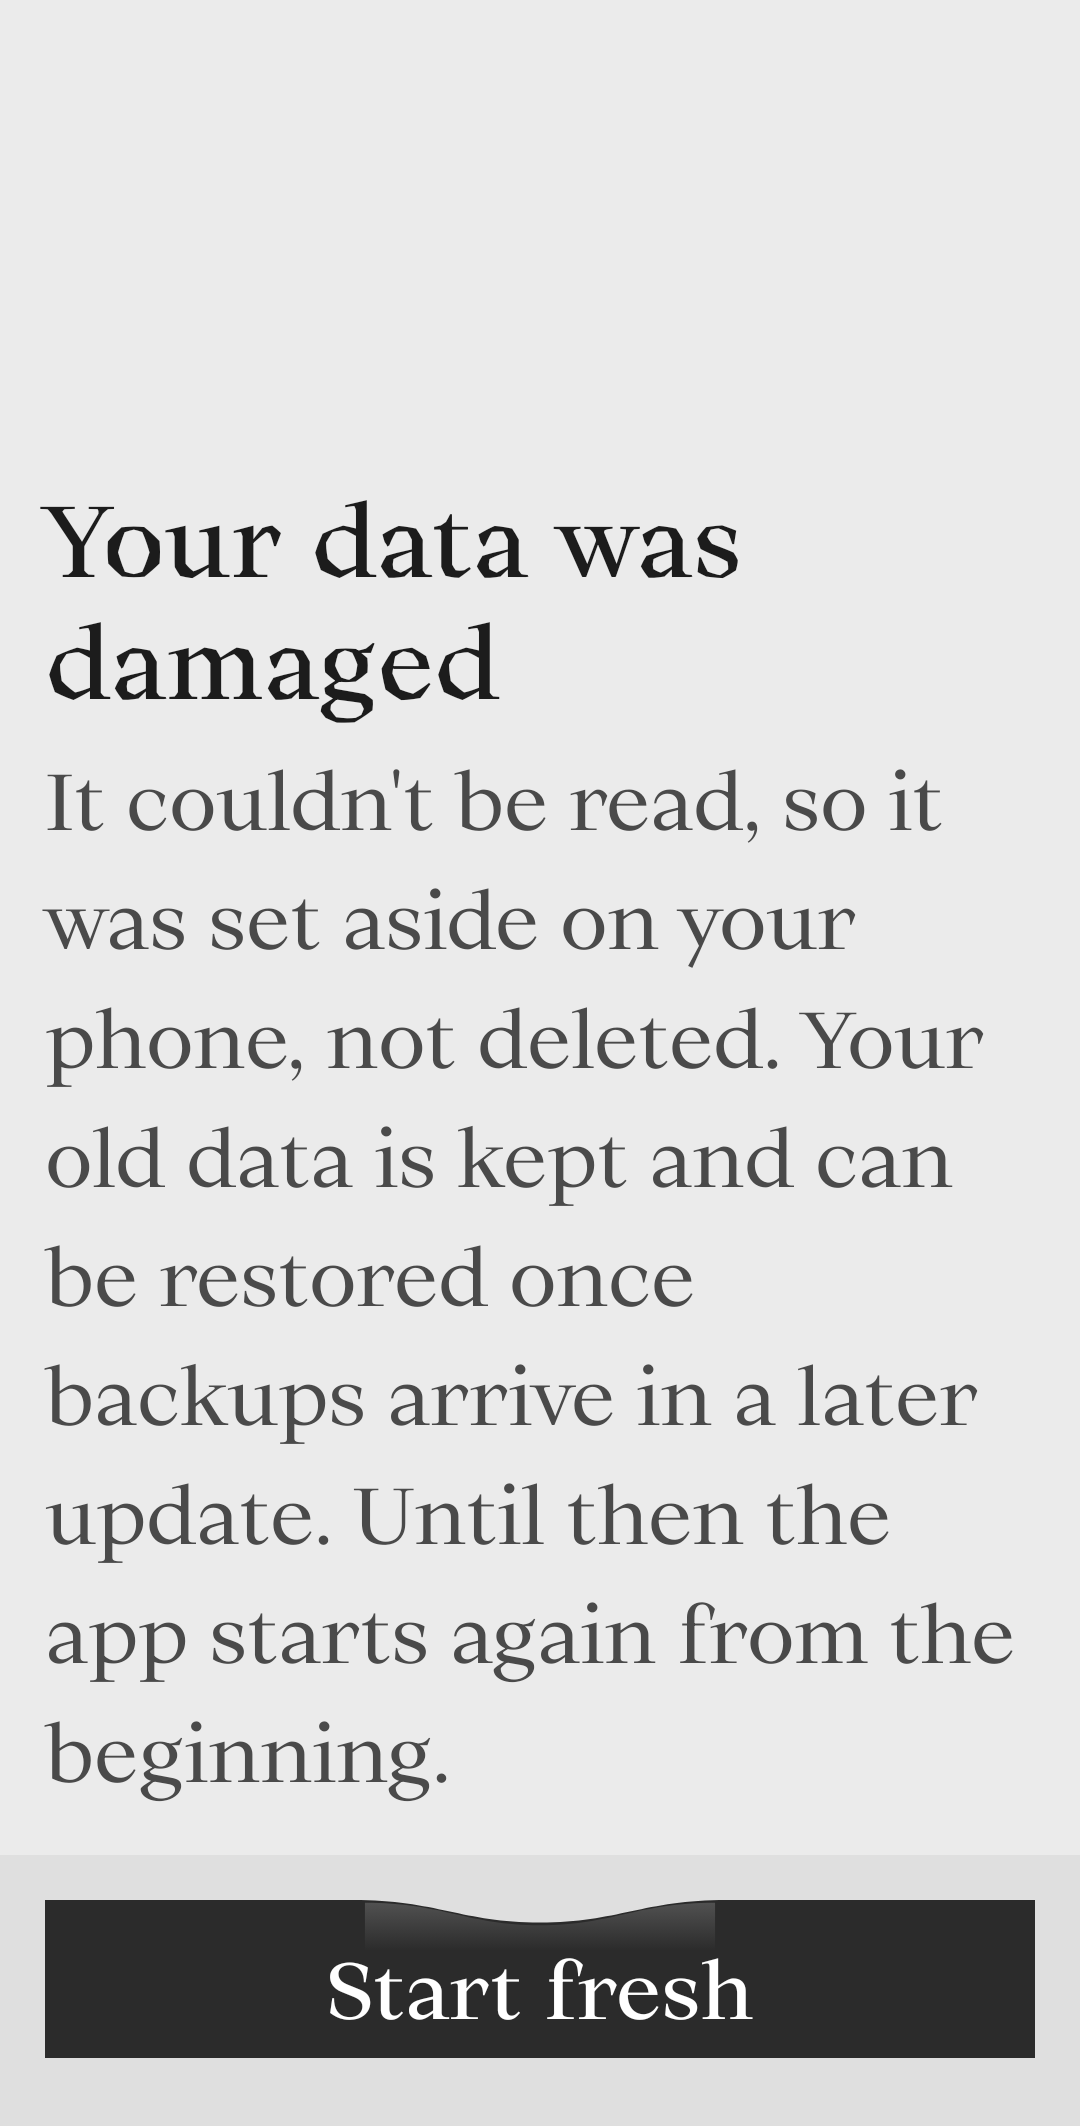 Your data was
damaged
It couldn't be read, so it
was set aside on your
phone, not deleted. Your
old data is kept and can
be restored once
backups arrive in a later
update. Until then the
app starts again from the
beginning.
Start fresh